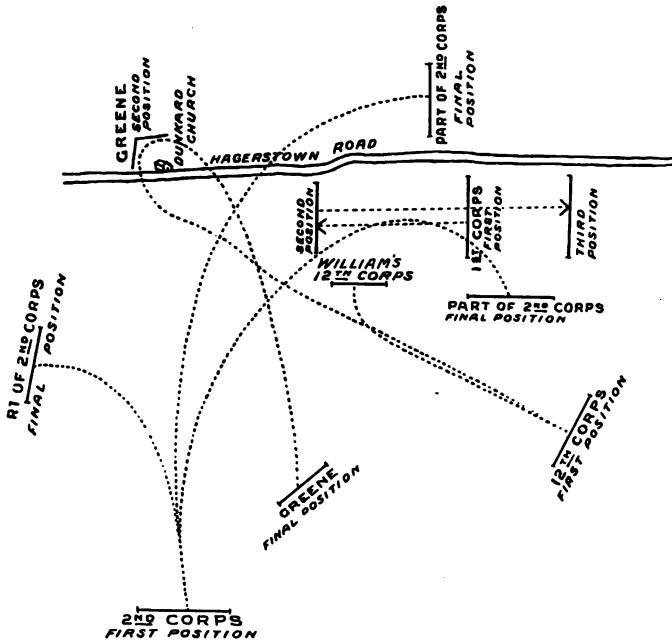 GREENE
SECOND
POSITION
DUNKARD
CHURCH
HAGERSTOWN ROAD
PART OF 2ND CORPS
FINAL
POSITION
SECOND
POSITION
1ST CORPS
FIRST
POSITION
THIRD
POSITION
WILLIAM'S
12TH CORPS
PART OF 2ND CORPS
FINAL POSITION
RT OF 2ND CORPS
FINAL POSITION
12TH CORPS
FIRST POSITION
GREENE
FINAL POSITION
2ND CORPS
FIRST POSITION